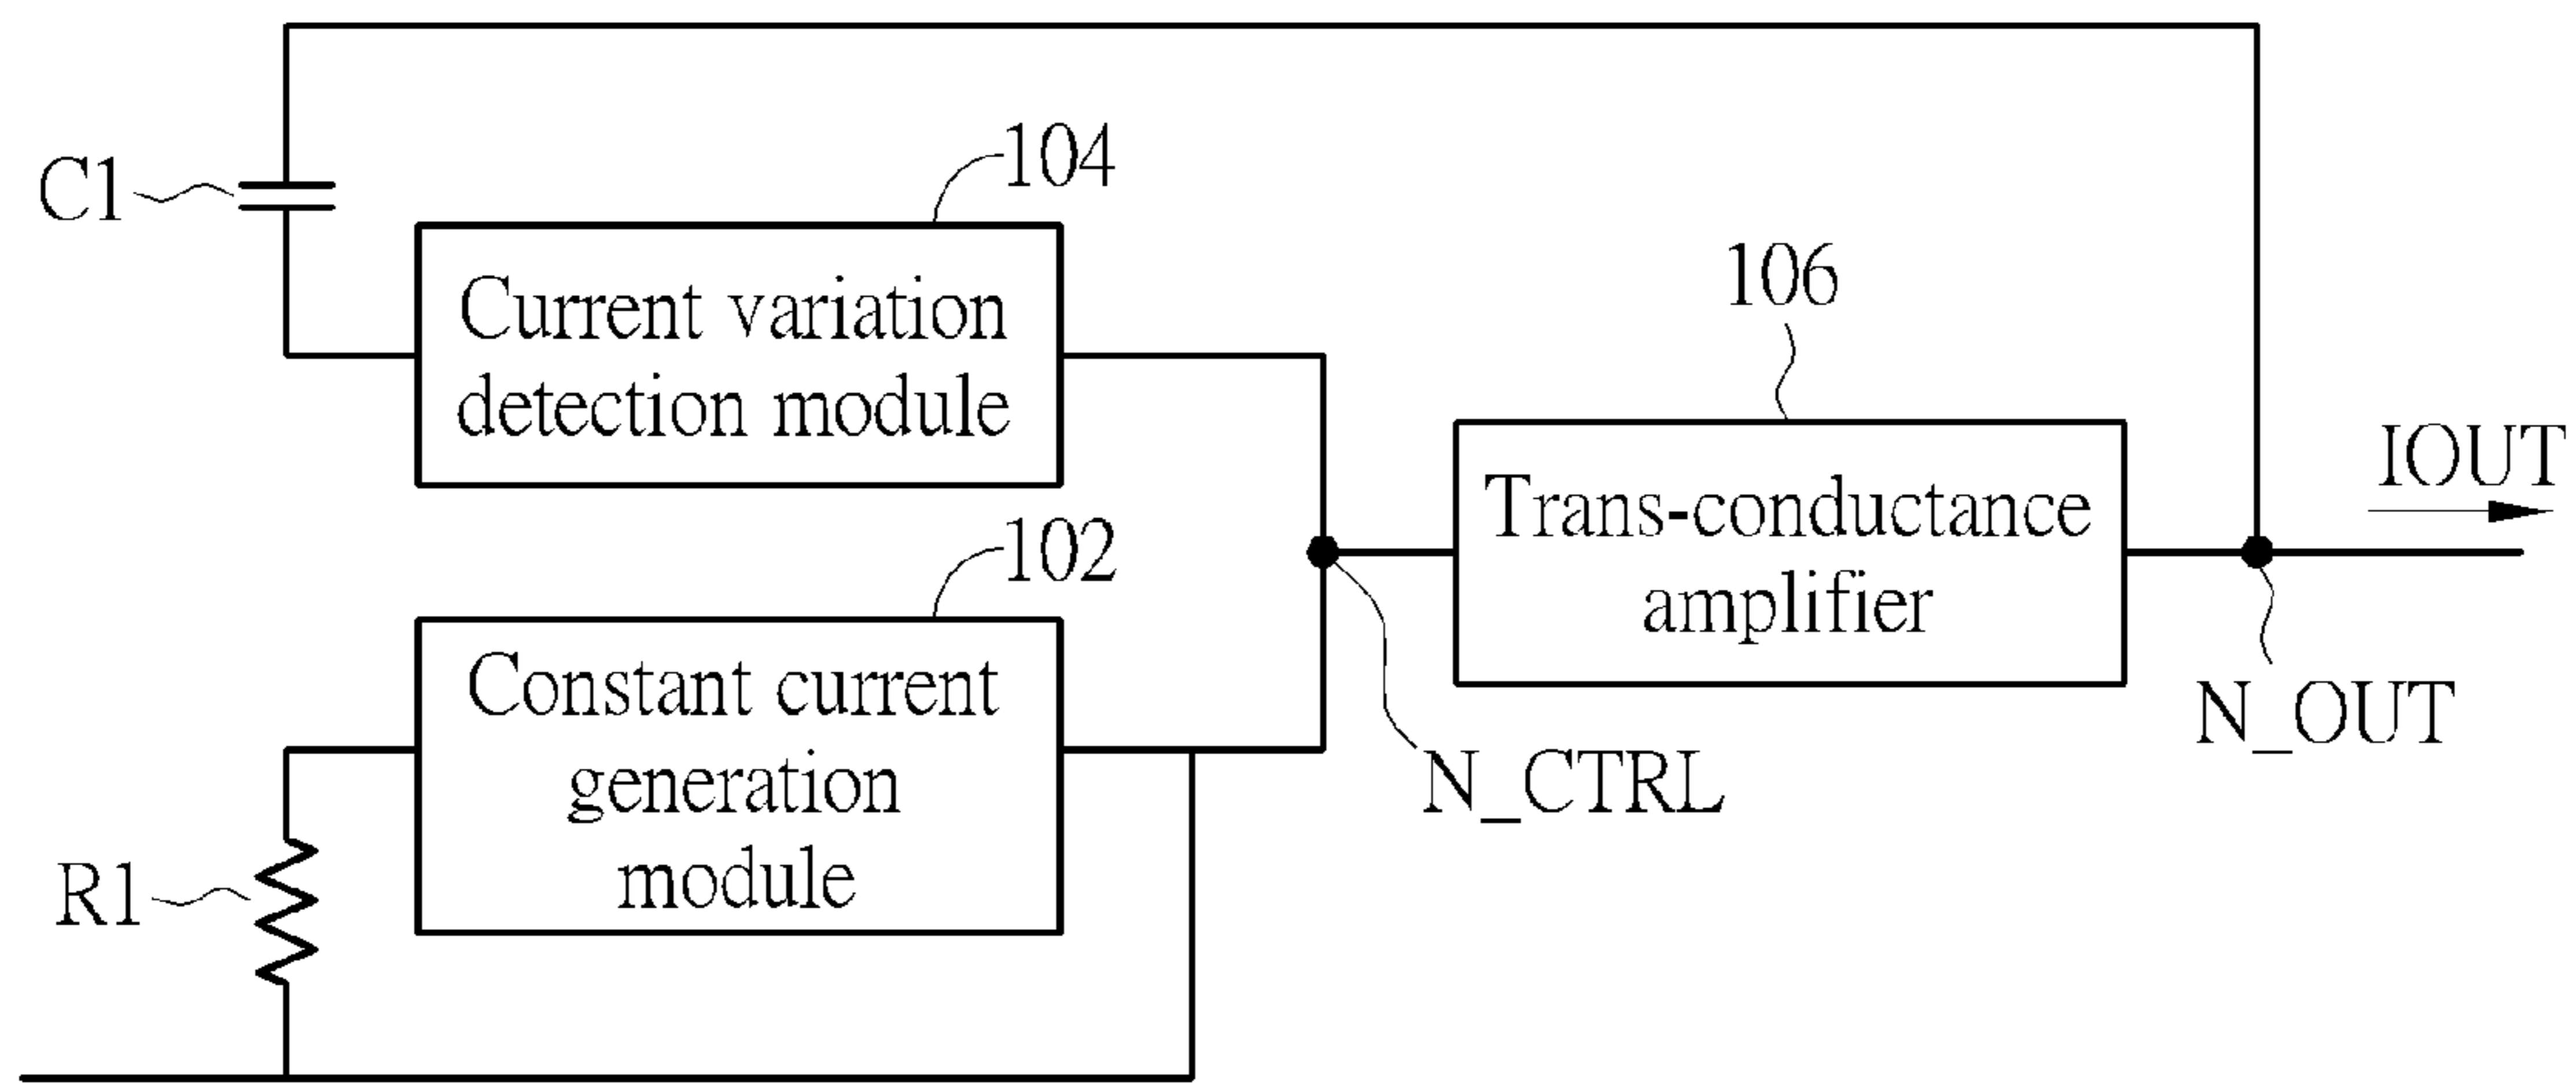 104
C1
Current variation
detection module
106
IOUT
Trans-conductance
amplifier
102
N_OUT
Constant current
generation
module
N_CTRL
R1